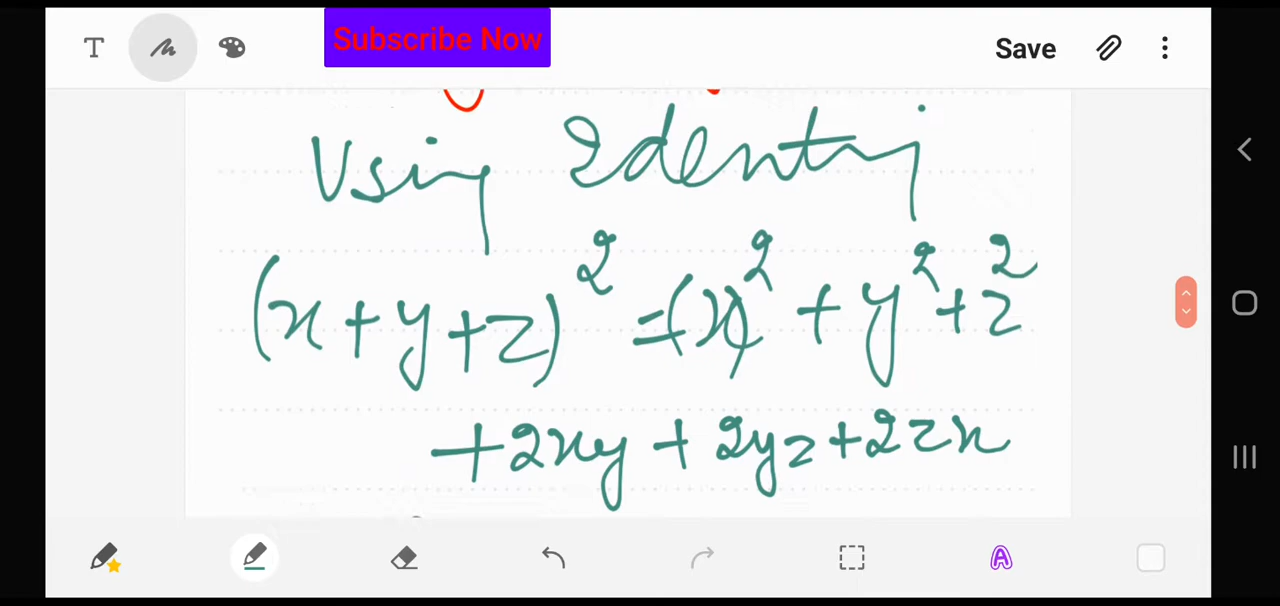 T
Subscribe Now
Save
Using Identity
(x+y+z)² =(x)² + y² + z²
+2xy + 2yz + 2zx
A